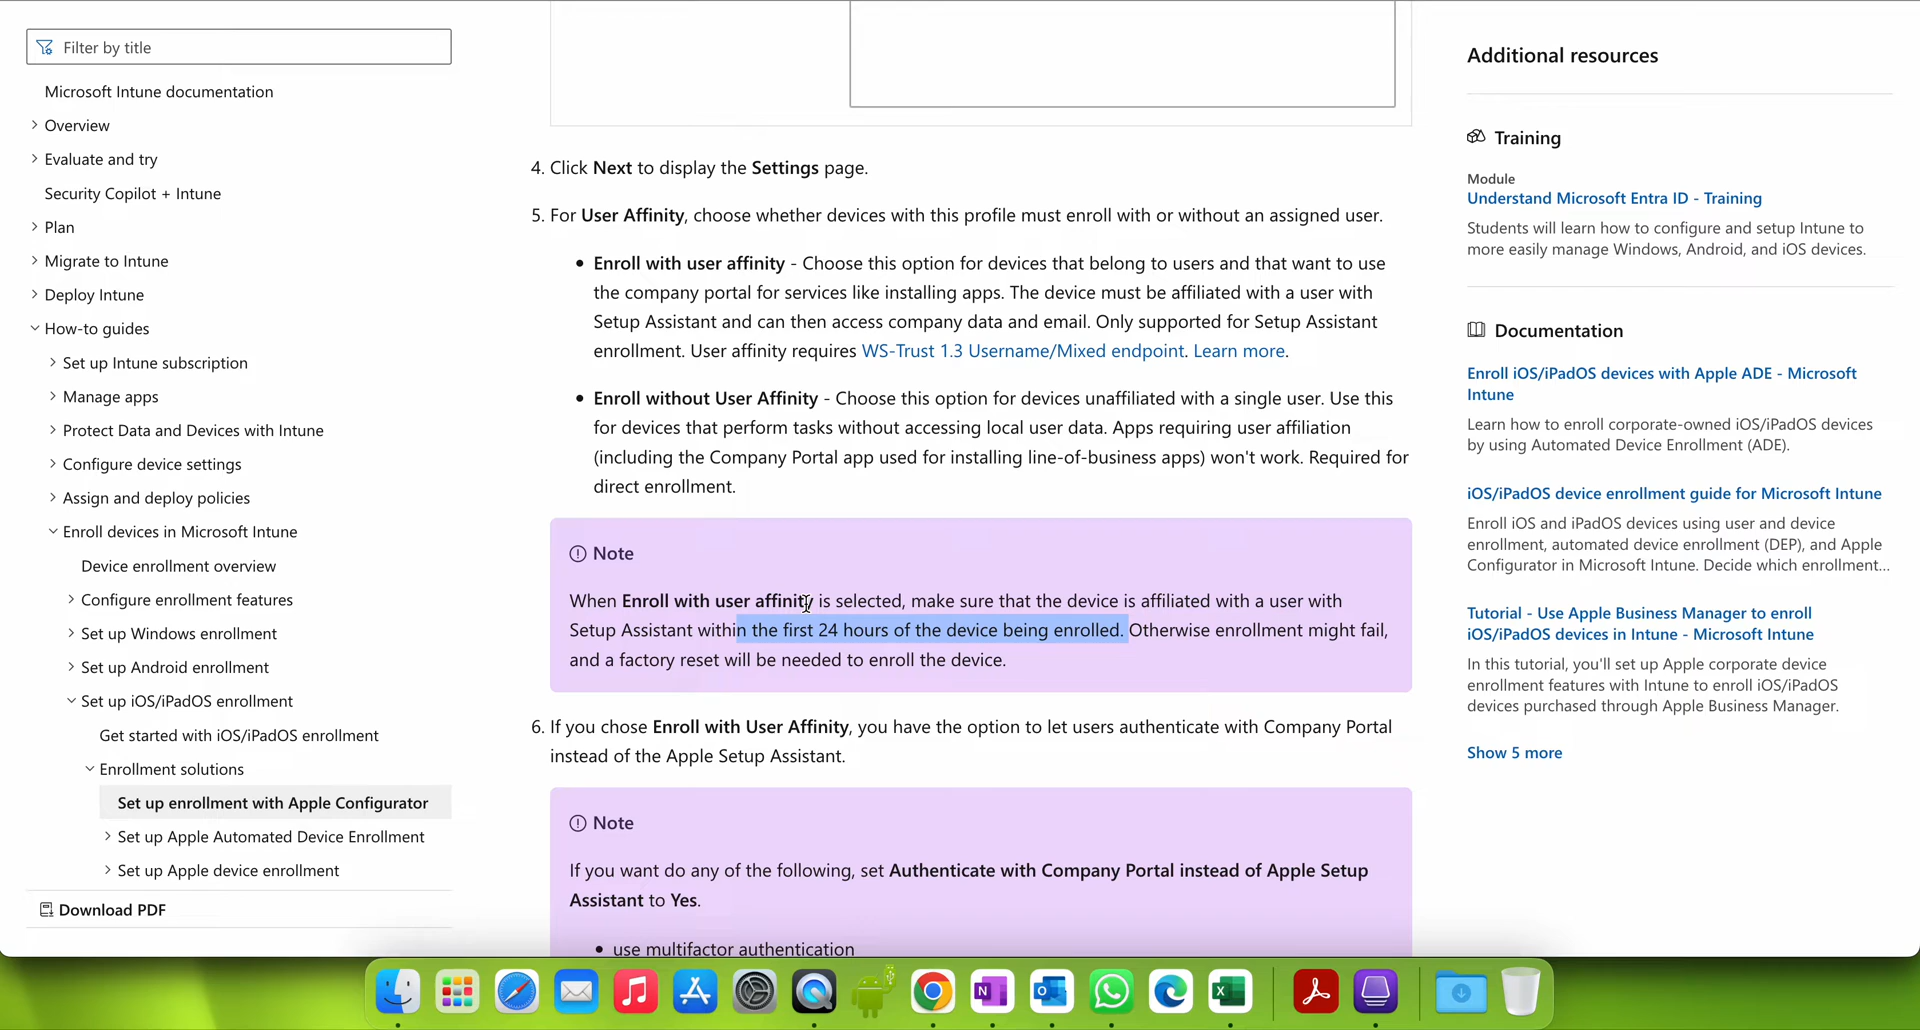 Filter by title
Microsoft Intune documentation
Overview
Evaluate and try
Security Copilot + Intune
Plan
Migrate to Intune
Deploy Intune
How-to guides
Set up Intune subscription
Manage apps
Protect Data and Devices with Intune
Configure device settings
Assign and deploy policies
Enroll devices in Microsoft Intune
Device enrollment overview
Configure enrollment features
Set up Windows enrollment
Set up Android enrollment
Set up iOS/iPadOS enrollment
Get started with iOS/iPadOS enrollment
Enrollment solutions
Set up enrollment with Apple Configurator
Set up Apple Automated Device Enrollment
Set up Apple device enrollment
Download PDF
4. Click Next to display the Settings page.
5. For User Affinity, choose whether devices with this profile must enroll with or without an assigned user.
• Enroll with user affinity - Choose this option for devices that belong to users and that want to use
the company portal for services like installing apps. The device must be affiliated with a user with
Setup Assistant and can then access company data and email. Only supported for Setup Assistant
enrollment. User affinity requires WS-Trust 1.3 Username/Mixed endpoint. Learn more.
• Enroll without User Affinity - Choose this option for devices unaffiliated with a single user. Use this
for devices that perform tasks without accessing local user data. Apps requiring user affiliation
(including the Company Portal app used for installing line-of-business apps) won't work. Required for
direct enrollment.
Note
When Enroll with user affinity is selected, make sure that the device is affiliated with a user with
Setup Assistant within the first 24 hours of the device being enrolled. Otherwise enrollment might fail,
and a factory reset will be needed to enroll the device.
6. If you chose Enroll with User Affinity, you have the option to let users authenticate with Company Portal
instead of the Apple Setup Assistant.
Note
If you want do any of the following, set Authenticate with Company Portal instead of Apple Setup
Assistant to Yes.
• use multifactor authentication
Additional resources
Training
Module
Understand Microsoft Entra ID - Training
Students will learn how to configure and setup Intune to
more easily manage Windows, Android, and iOS devices.
Documentation
Enroll iOS/iPadOS devices with Apple ADE - Microsoft
Intune
Learn how to enroll corporate-owned iOS/iPadOS devices
by using Automated Device Enrollment (ADE).
iOS/iPadOS device enrollment guide for Microsoft Intune
Enroll iOS and iPadOS devices using user and device
enrollment, automated device enrollment (DEP), and Apple
Configurator in Microsoft Intune. Decide which enrollment...
Tutorial - Use Apple Business Manager to enroll
iOS/iPadOS devices in Intune - Microsoft Intune
In this tutorial, you'll set up Apple corporate device
enrollment features with Intune to enroll iOS/iPadOS
devices purchased through Apple Business Manager.
Show 5 more